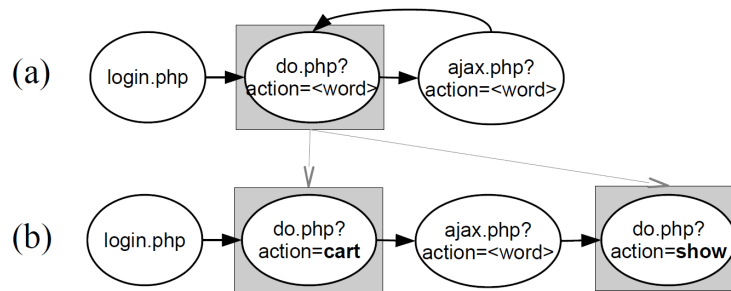 (a)
login.php
do.php?
action=<word>
ajax.php?
action=<word>
(b)
login.php
do.php?
action=cart
ajax.php?
action=<word>
do.php?
action=show